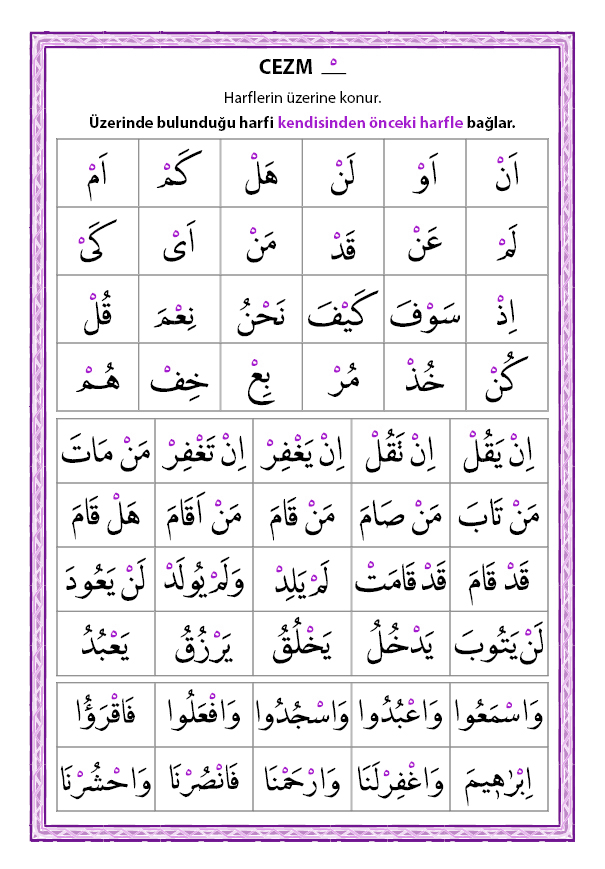 CEZM ـْـ
Harflerin üzerine konur.
Üzerinde bulunduğu harfi kendisinden önceki harfle bağlar.
اَنْ اَوْ لَنْ هَلْ كَمْ اَمْ
لَمْ عَنْ قَدْ مَنْ اَىْ كَىْ
اِذْ سَوْفَ كَيْفَ نَحْنُ نِعْمَ قُلْ
كُنْ خُذْ مُرْ بِعْ خِفْ هُمْ
اِنْ يَقُلْ اِنْ نَقُلْ اِنْ يَغْفِرْ اِنْ تَغْفِرْ مَنْ مَاتَ
مَنْ تَابَ مَنْ صَامَ مَنْ قَامَ مَنْ اَقَامَ هَلْ قَامَ
قَدْ قَامَ قَدْ قَامَتْ لَمْ يَلِدْ وَلَمْ يُولَدْ لَنْ يَعُودَ
لَنْ يَتُوبَ يَدْخُلُ يَخْلُقُ يَرْزُقُ يَعْبُدُ
وَاسْمَعُوا وَاعْبُدُوا وَاسْجُدُوا وَافْعَلُوا فَاقْرَؤُا
اِبْرٰهٖيمَ وَاغْفِرْلَنَا وَارْحَمْنَا فَانْصُرْنَا وَاحْشُرْنَا